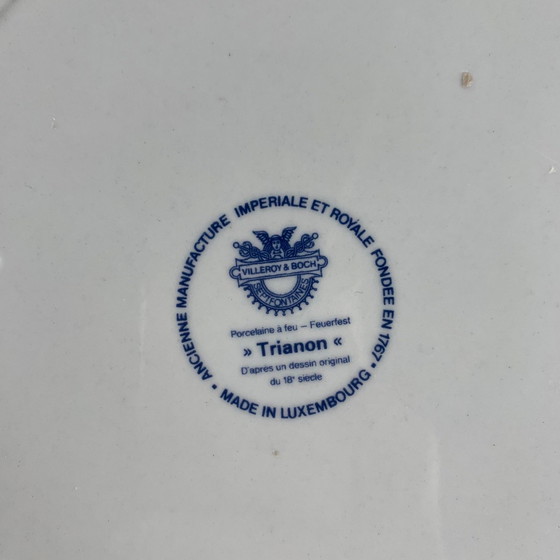 ANCIENNE MANUFACTURE IMPERIALE ET ROYALE FONDEE EN 1767 •
VILLEROY & BOCH
SEPTFONTAINES
Porcelaine à feu – Feuerfest
» Trianon «
D'après un dessin original
du 18e siècle
• MADE IN LUXEMBOURG